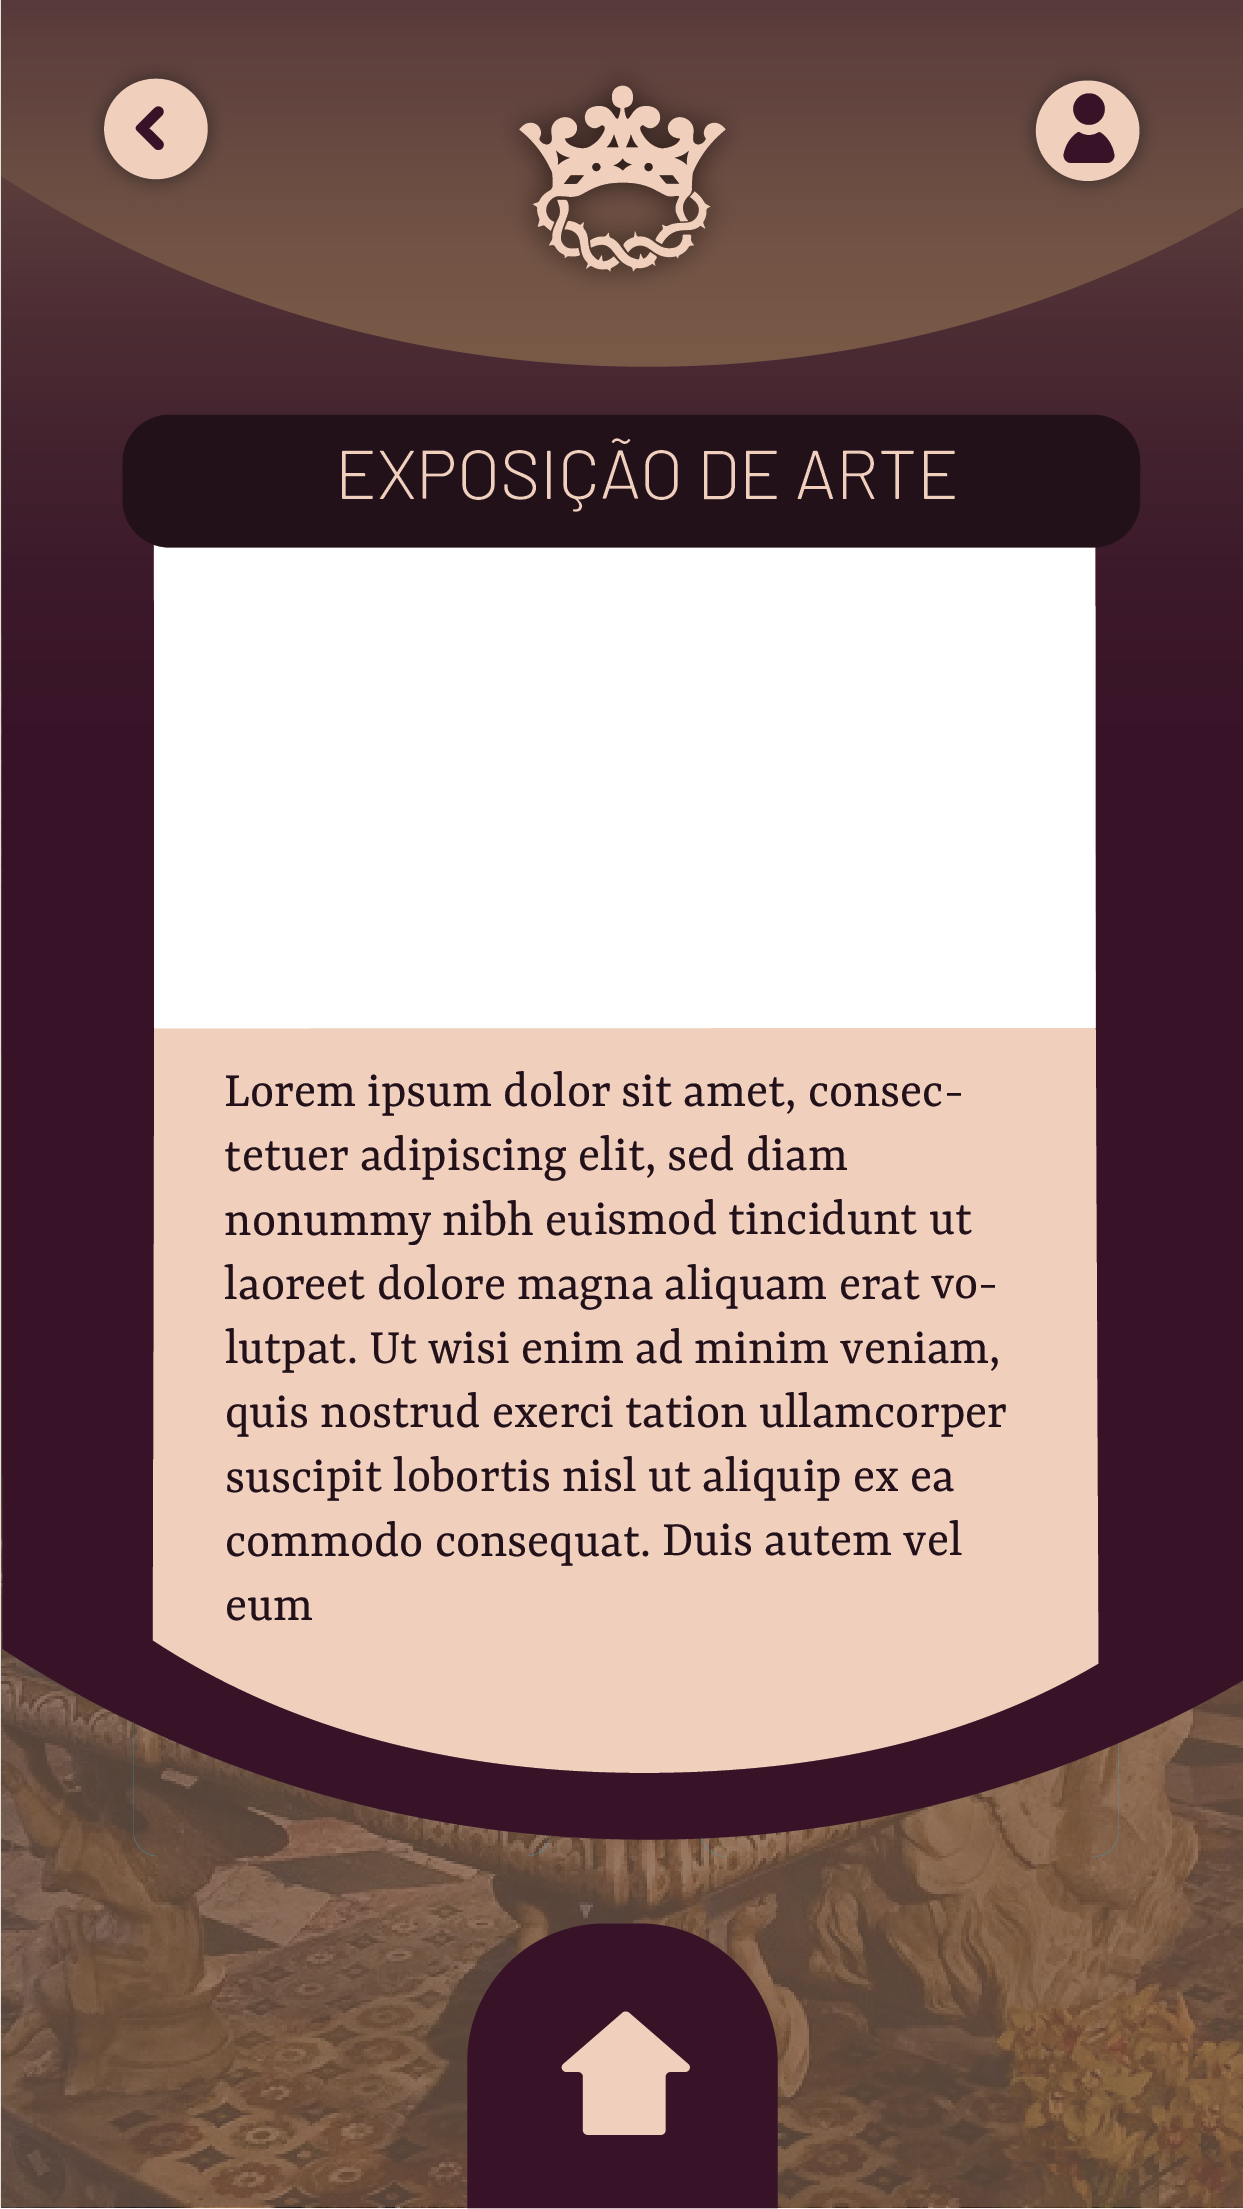 EXPOSIÇÃO DE ARTE
Lorem ipsum dolor sit amet, consec-
tetuer adipiscing elit, sed diam
nonummy nibh euismod tincidunt ut
laoreet dolore magna aliquam erat vo-
lutpat. Ut wisi enim ad minim veniam,
quis nostrud exerci tation ullamcorper
suscipit lobortis nisl ut aliquip ex ea
commodo consequat. Duis autem vel
eum